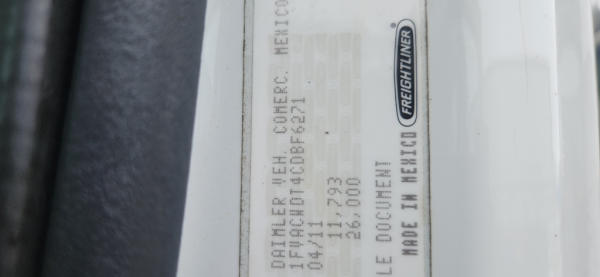 DAIMLER VEH. COMERC. MEXICO
1FVACWDT4CDBF6271
04/11
11,793
26,000
LE DOCUMENT
MADE IN MEXICO
FREIGHTLINER